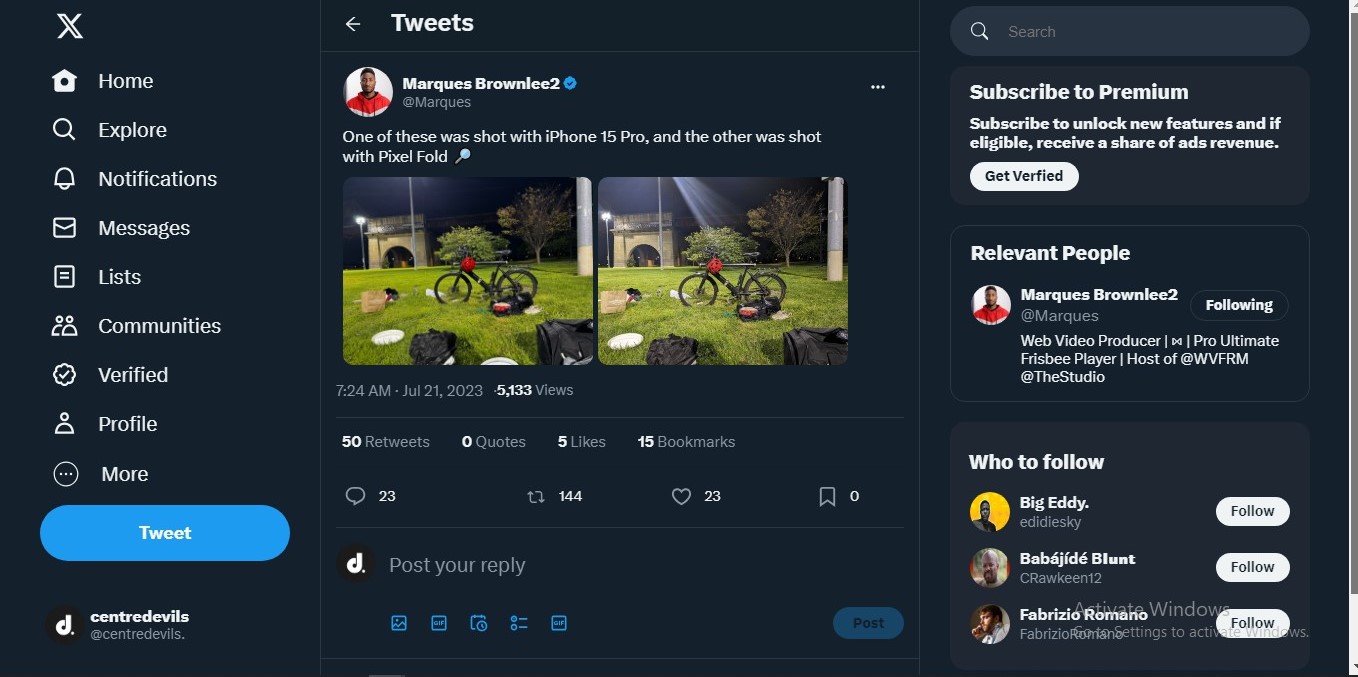 Home
Explore
Notifications
Messages
Lists
Communities
Verified
Profile
More
Tweet
centredevils
@centredevils.
Tweets
Marques Brownlee2
@Marques
One of these was shot with iPhone 15 Pro, and the other was shot
with Pixel Fold 🔎
7:24 AM · Jul 21, 2023 ·5,133 Views
50 Retweets 0 Quotes 5 Likes 15 Bookmarks
23 144 23 0
d.
Post your reply
GIF GIF
Post
Search
Subscribe to Premium
Subscribe to unlock new features and if
eligible, receive a share of ads revenue.
Get Verfied
Relevant People
Marques Brownlee2
@Marques
Following
Web Video Producer | ⋈ | Pro Ultimate
Frisbee Player | Host of @WVFRM
@TheStudio
Who to follow
Big Eddy.
edidiesky
Follow
Babájídé Blunt
CRawkeen12
Follow
Fabrizio Romano
FabrizioRomano
Follow
Activate Windows
Go to Settings to activate Windows.